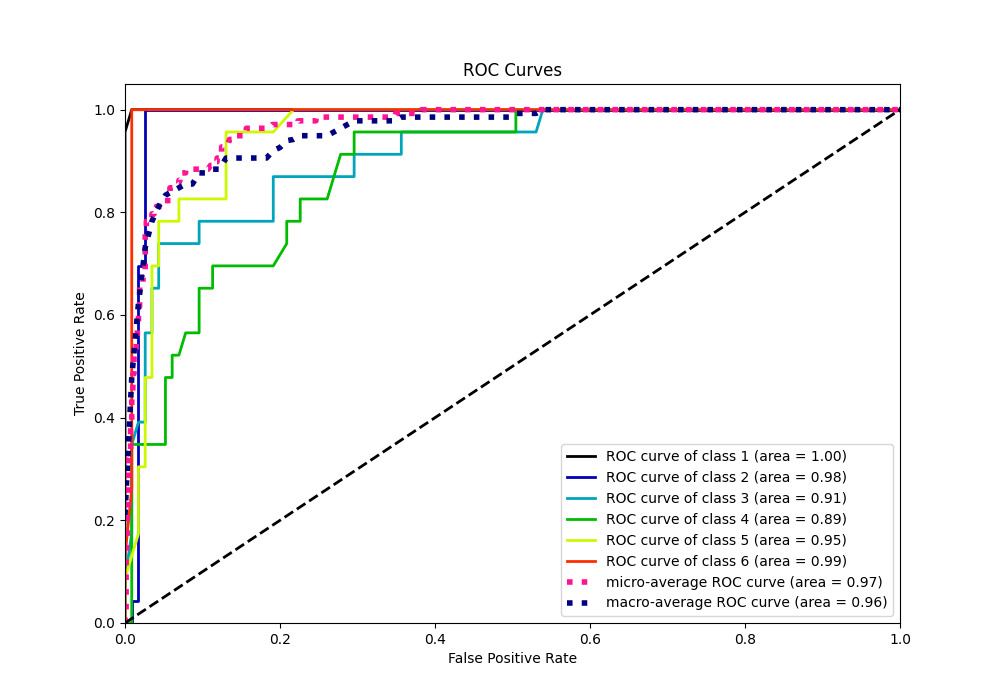 ROC Curves
True Positive Rate
1.0
0.8
0.6
0.4
0.2
0.0
0.0 0.2 0.4 0.6 0.8 1.0
False Positive Rate
ROC curve of class 1 (area = 1.00)
ROC curve of class 2 (area = 0.98)
ROC curve of class 3 (area = 0.91)
ROC curve of class 4 (area = 0.89)
ROC curve of class 5 (area = 0.95)
ROC curve of class 6 (area = 0.99)
micro-average ROC curve (area = 0.97)
macro-average ROC curve (area = 0.96)